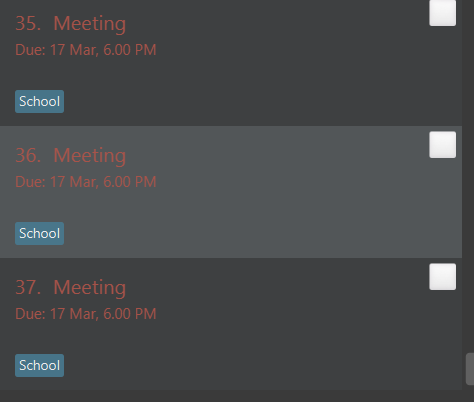 35. Meeting
Due: 17 Mar, 6.00 PM
School
36. Meeting
Due: 17 Mar, 6.00 PM
School
37. Meeting
Due: 17 Mar, 6.00 PM
School